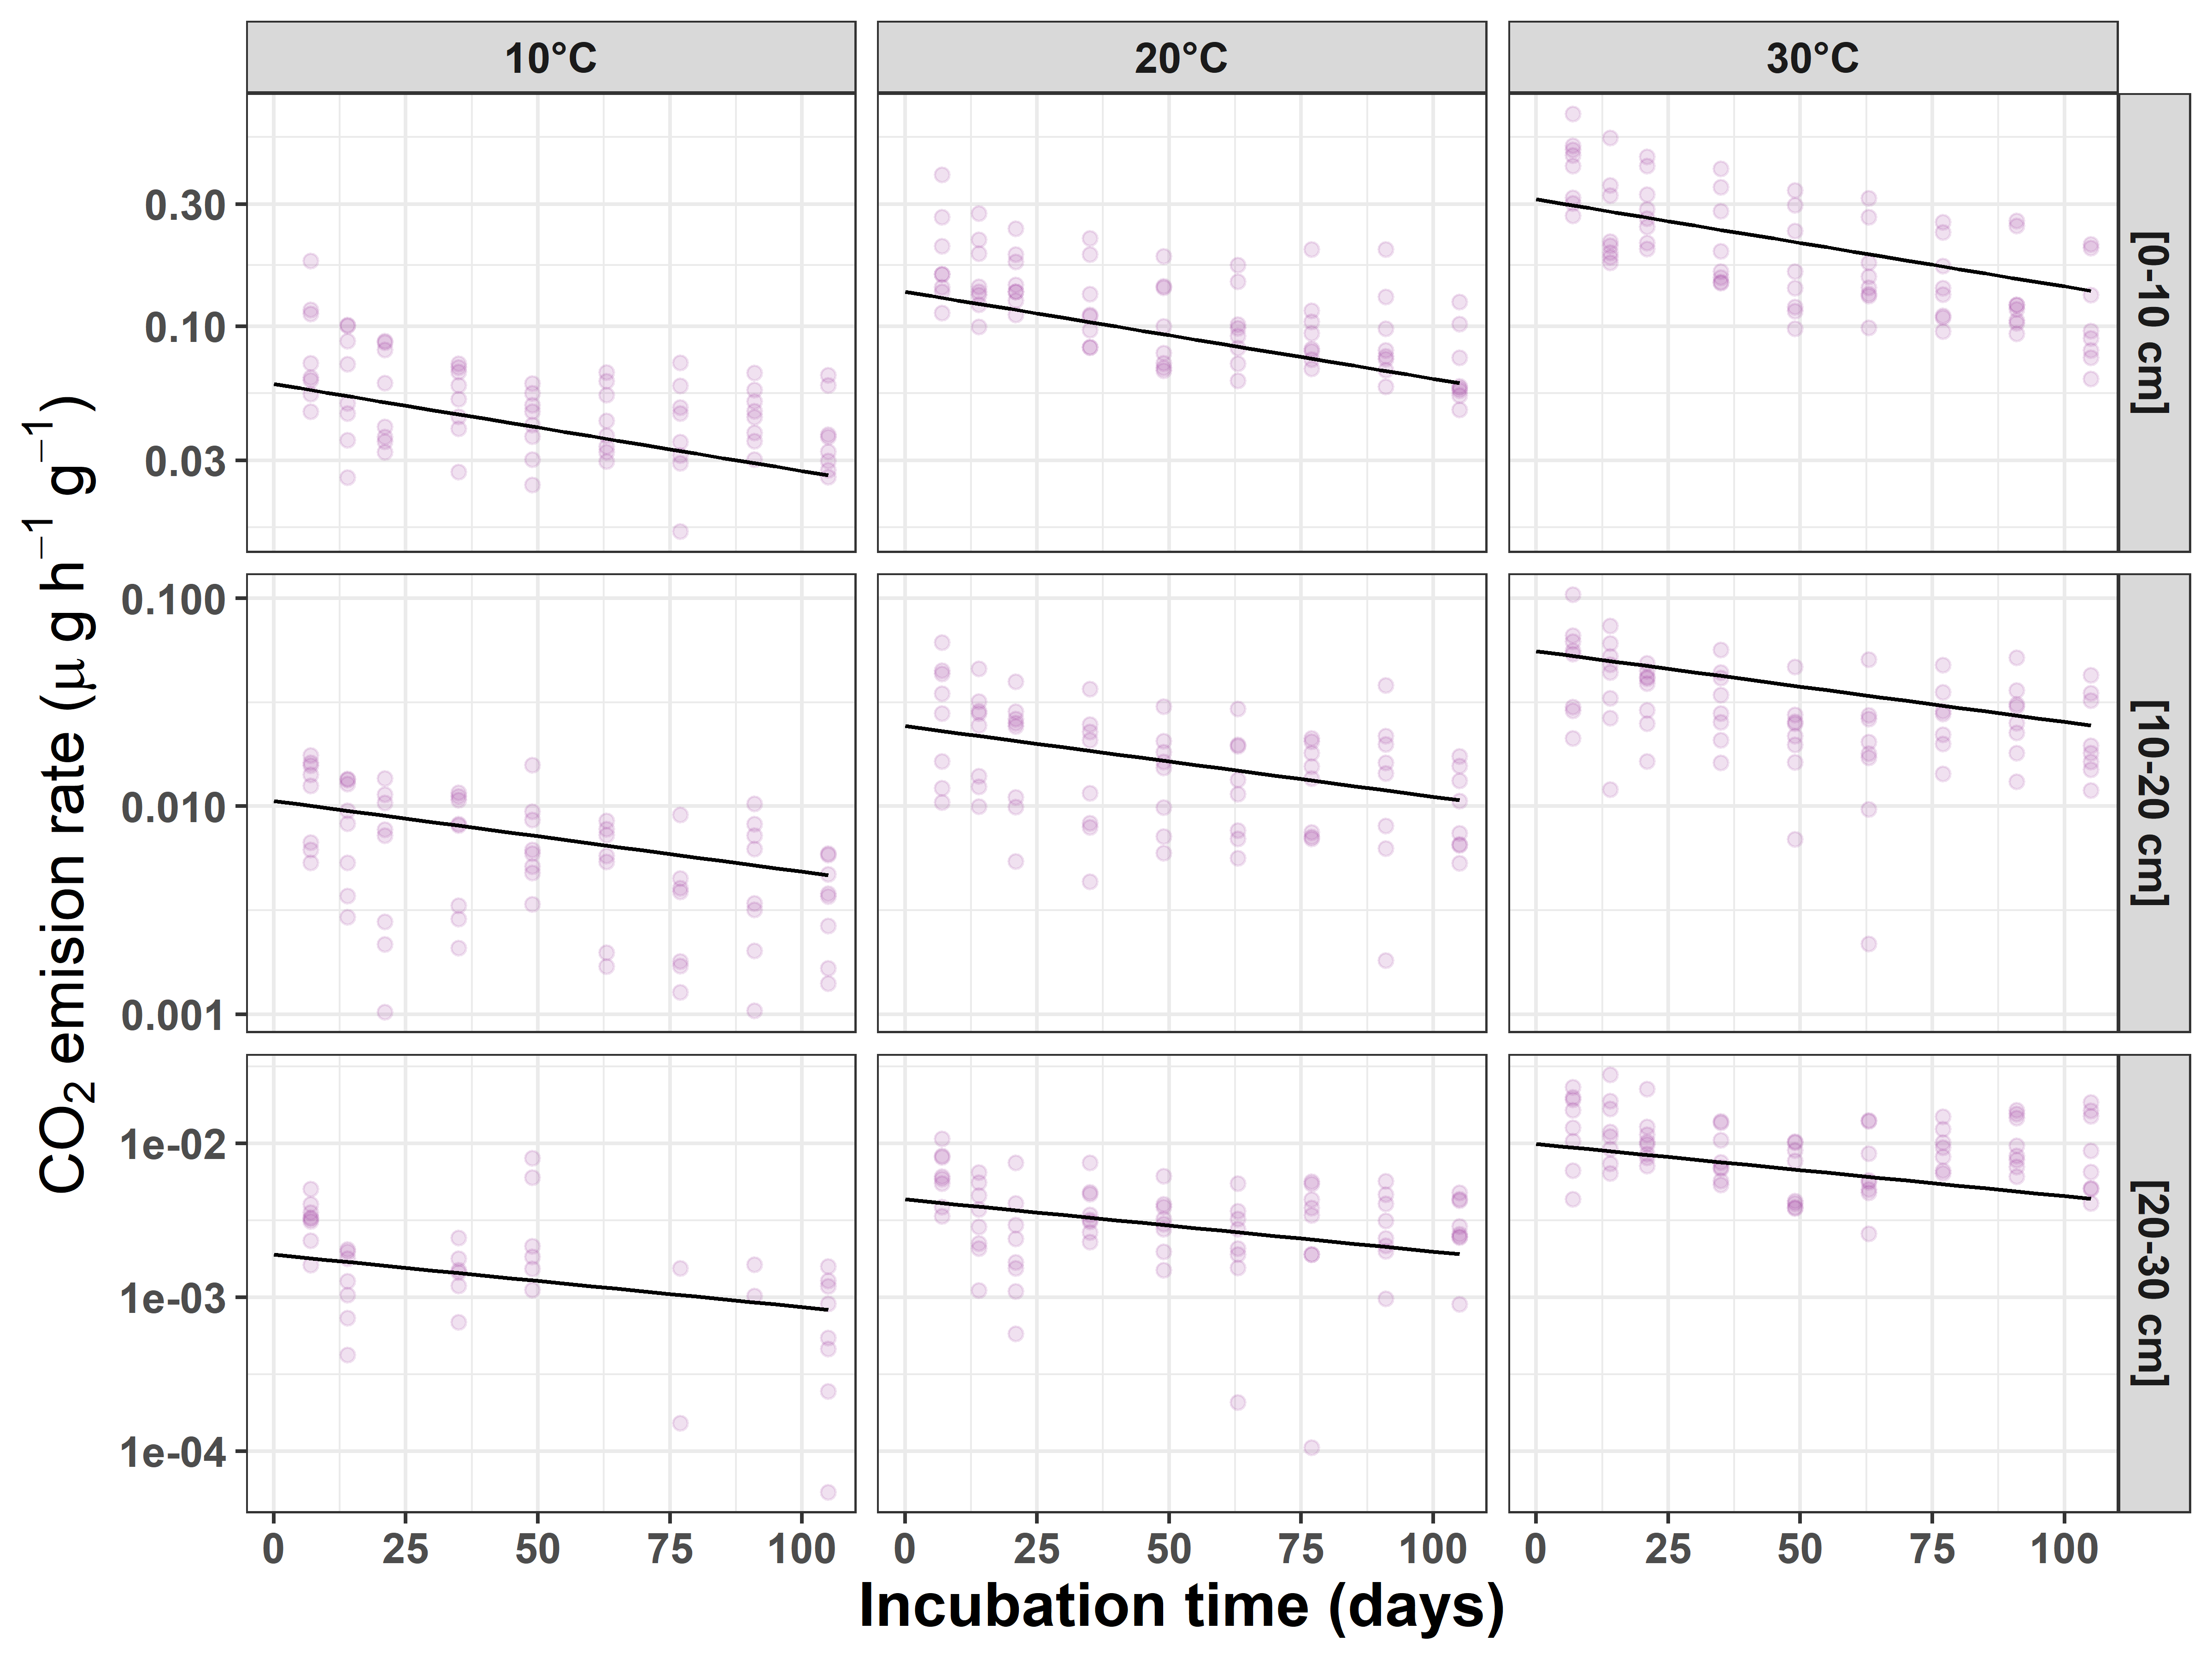 10°C 20°C 30°C
0.30
0.10
0.03
[0-10 cm]
0.100
0.010
0.001
[10-20 cm]
1e-02
1e-03
1e-04
[20-30 cm]
CO₂ emision rate (μ g h⁻¹ g⁻¹)
0 25 50 75 100 0 25 50 75 100 0 25 50 75 100
Incubation time (days)